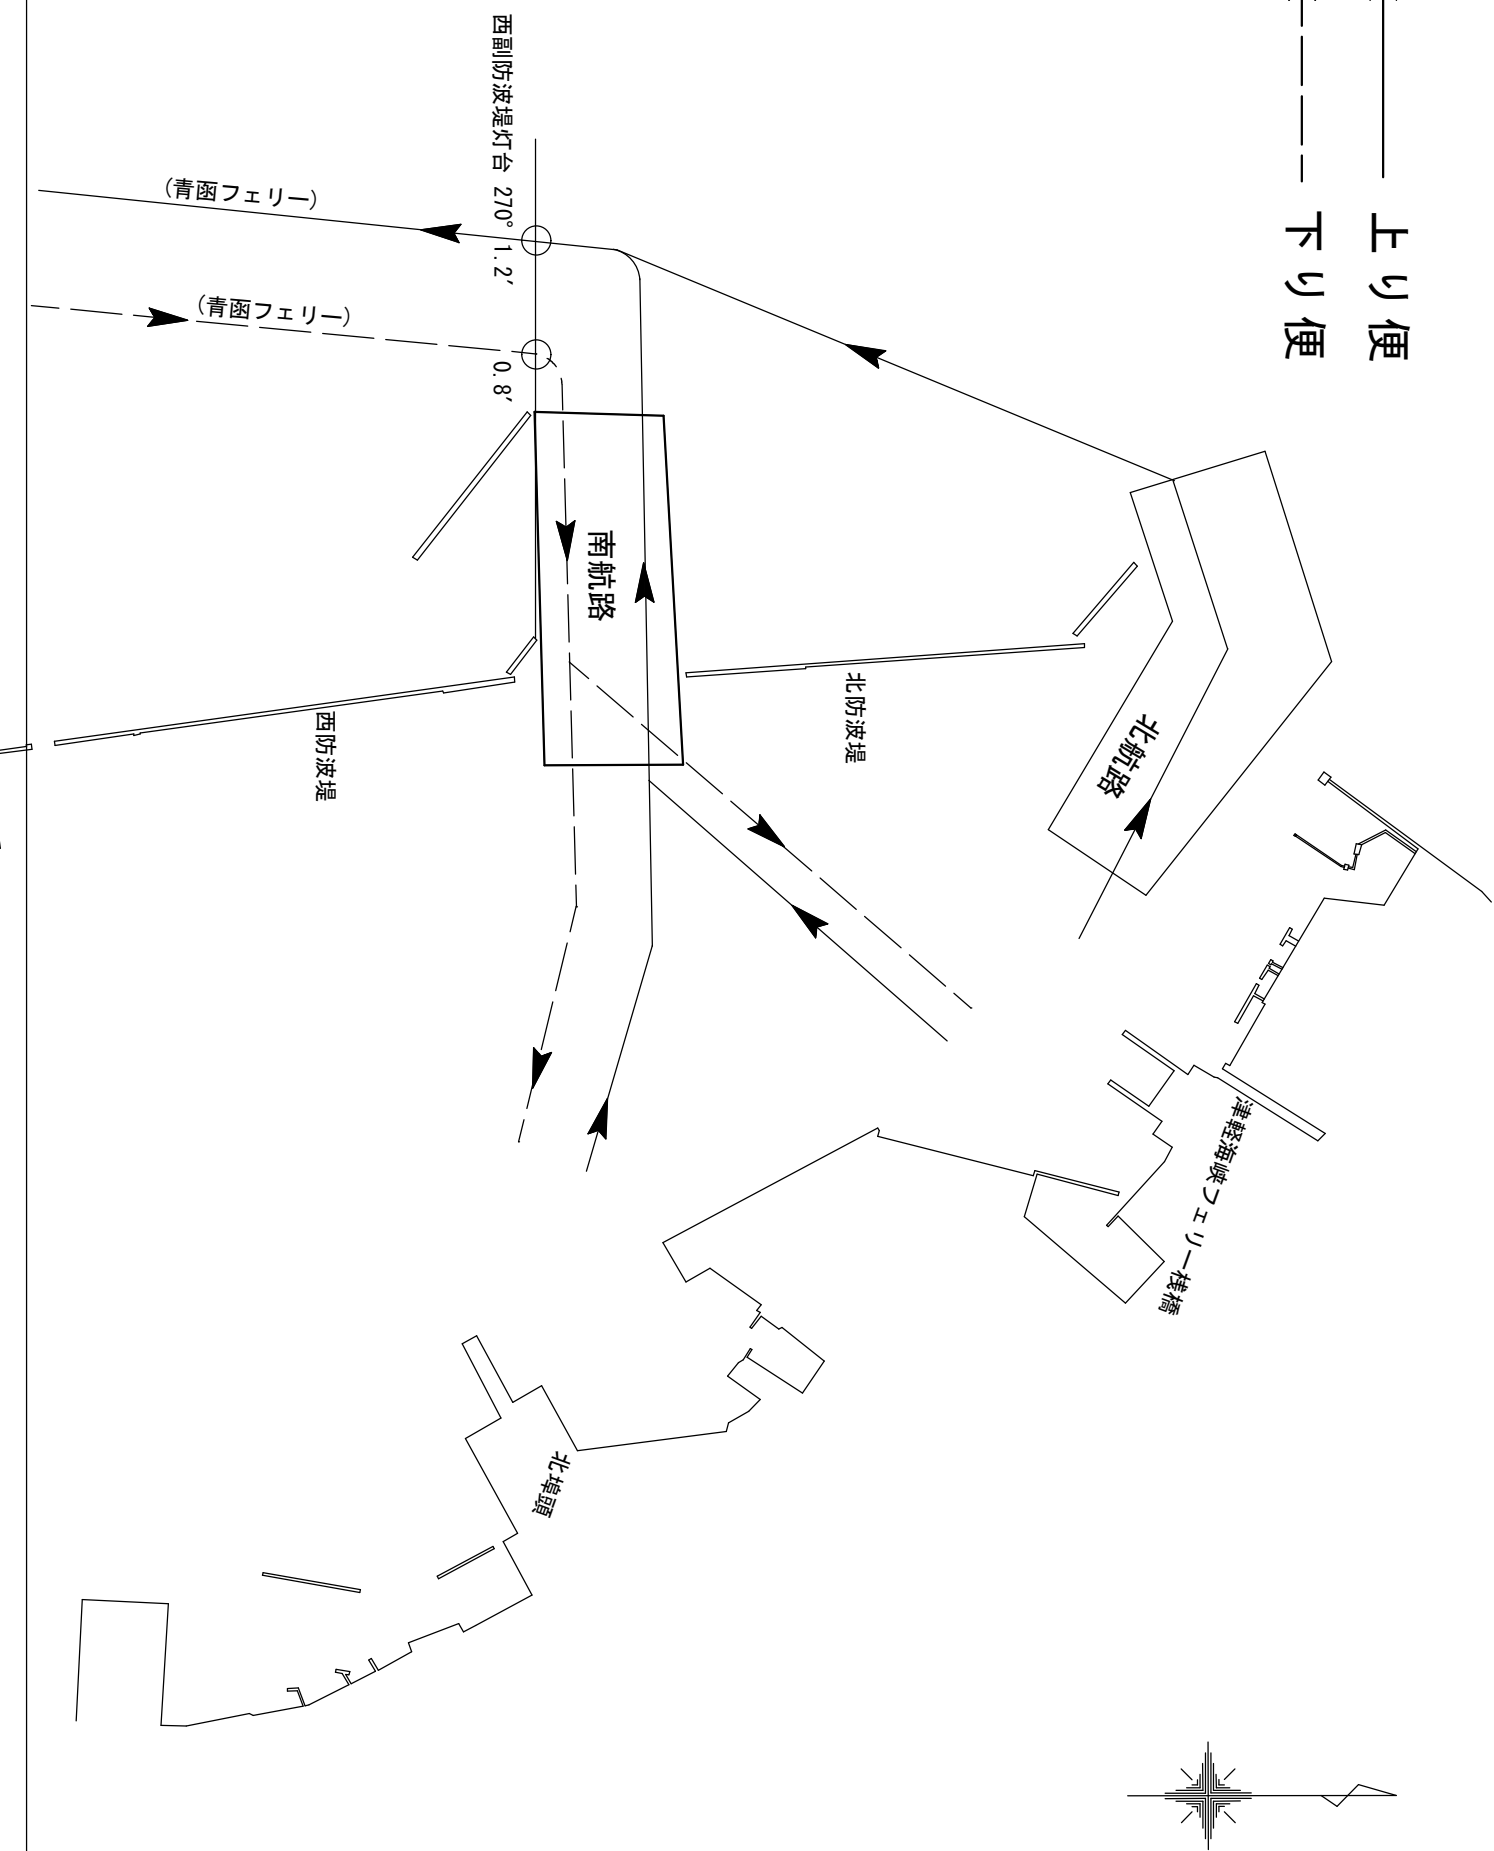 上り便
下り便
(青函フェリー)
(青函フェリー)
西副防波堤灯台 270° 1.2′
0.8′
南航路
北航路
北防波堤
西防波堤
津軽海峡フェリー桟橋
北埠頭